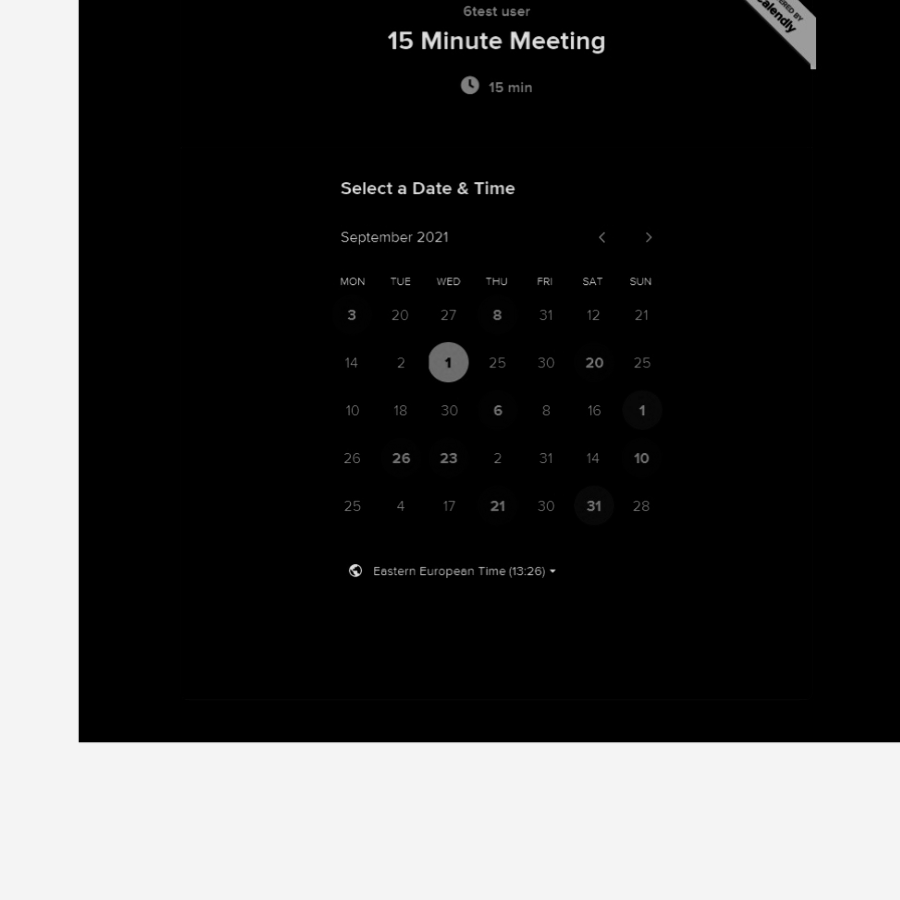 6test user
15 Minute Meeting
Calendly
15 min
Select a Date & Time
September 2021
MON TUE WED THU FRI SAT SUN
3 20 27 8 31 12 21
14 2 1 25 30 20 25
10 18 30 6 8 16 1
26 26 23 2 31 14 10
25 4 17 21 30 31 28
Eastern European Time (13:26)